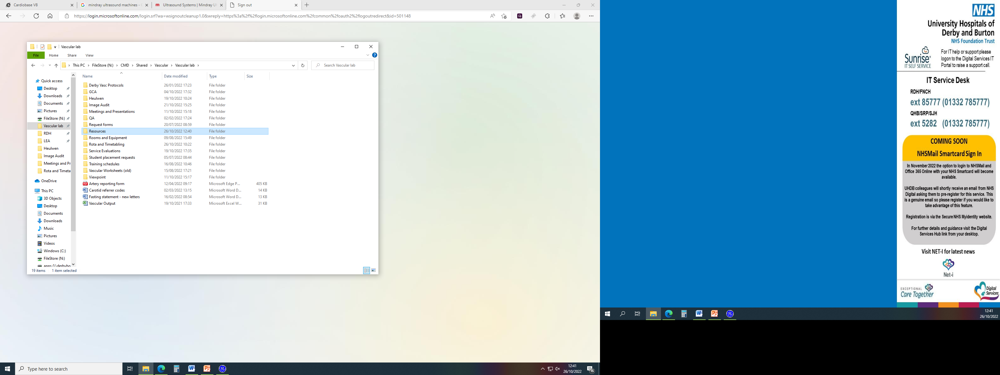 Cardiobase V8
mindray ultrasound machines -
Ultrasound Systems | Mindray U
Sign out
https://login.microsoftonline.com/login.srf?wa=wsignoutcleanup1.0&wreply=https%3a%2f%2flogin.microsoftonline.com%2fcommon%2foauth2%2flogoutredirect&id=501148
Vascular lab
File Home Share View
This PC > FileStore (N:) > CMD > Shared > Vascular > Vascular lab >
Search Vascular lab
Name Date modified Type Size
Quick access
Desktop
Downloads
Documents
Pictures
FileStore (N:)
Vascular lab
RDH
LEA
Heulwen
Image Audit
Meetings and Pr
Rota and Timeta
OneDrive
This PC
3D Objects
Desktop
Documents
Downloads
Music
Pictures
Videos
Windows (C:)
FileStore (N:)
apps (\\derbyho
Derby Vasc Protocols 26/01/2022 17:23 File folder
GCA 04/10/2022 17:32 File folder
Heulwen 19/10/2022 10:24 File folder
Image Audit 21/10/2022 15:25 File folder
Meetings and Presentations 11/10/2022 15:18 File folder
QA 02/02/2022 17:24 File folder
Request forms 20/07/2022 08:59 File folder
Resources 26/10/2022 12:40 File folder
Rooms and Equipment 09/08/2022 15:49 File folder
Rota and Timetabling 26/10/2022 10:22 File folder
Service Evaluations 19/10/2022 17:35 File folder
Student placement requests 05/07/2022 08:44 File folder
Training schedules 16/08/2022 10:46 File folder
Vascular Worksheets (old) 15/08/2022 17:21 File folder
Viewpoint 11/10/2022 15:17 File folder
Artery reporting form 12/04/2022 09:17 Microsoft Edge P... 405 KB
Carotid referrer codes 02/03/2022 13:15 Microsoft Word D... 14 KB
Fasting statement - new letters 16/02/2022 08:54 Microsoft Word D... 13 KB
Vascular Output 19/10/2021 17:33 Microsoft Excel W... 31 KB
19 items 1 item selected
Type here to search
12:41
26/10/2022
16
NHS
University Hospitals of
Derby and Burton
NHS Foundation Trust
Sunrise
IT SELF SERVICE
For IT help or support please
logon to the Digital Services IT
Portal to raise a support call.
IT Service Desk
RDH/FNCH
ext 85777 (01332 785777)
QHB/SRP/SJH
ext 5282 (01332 785777)
COMING SOON
NHSMail Smartcard Sign In
In November 2022 the option to login to NHSMail and
Office 365 Online with your NHS Smartcard will become
available.
UHDB colleagues will shortly receive an email from NHS
Digital asking them to pre-register for this service. This
is a genuine email so please register if you would like to
take advantage of this feature.
Registration is via the Secure NHS Myidentity website.
For further details and guidance visit the Digital
Services Hub link from your desktop.
Visit NET-I for latest news
Net-i
EXCEPTIONAL
Care Together
Digital
Services
12:41
26/10/2022